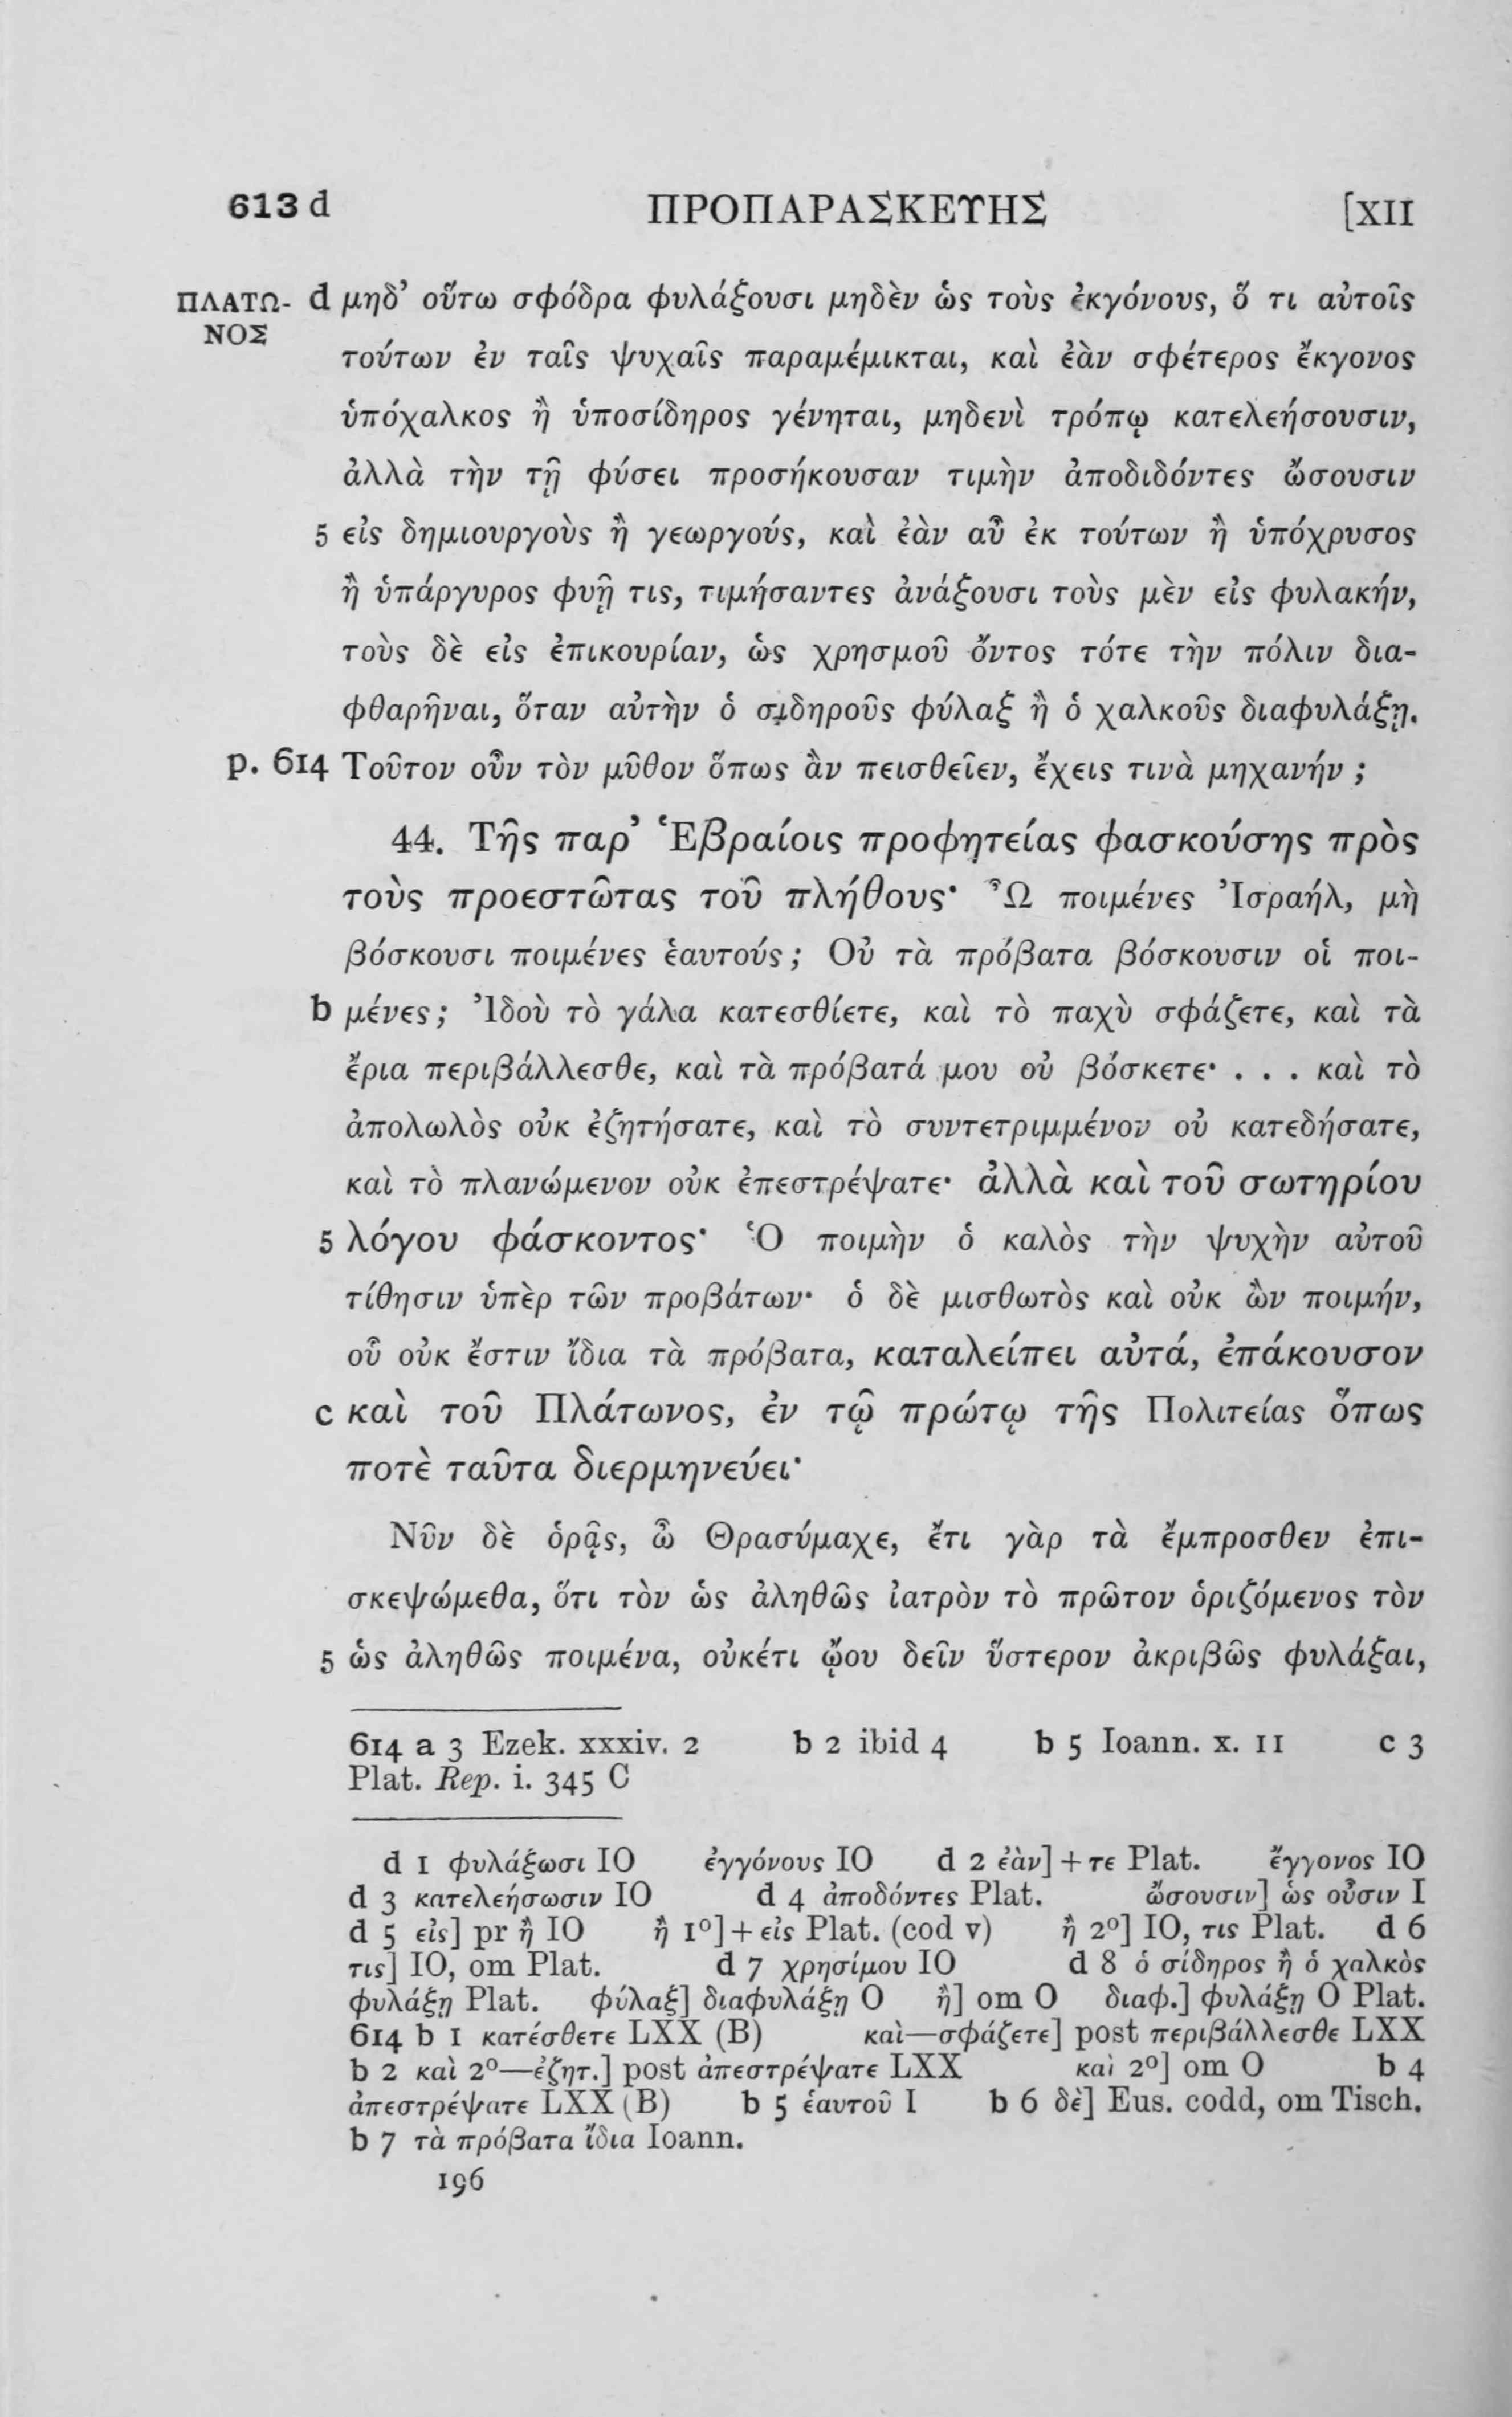 613 d ΠΡΟΠΑΡΑΣΚΕΥΗΣ [XII
ΠΛΑΤΩ- d μηδ’ οὕτω σφόδρα φυλάξουσι μηδὲν ὡς τοὺς ἐκγόνους, ὅ τι αὐτοῖς
ΝΟΣ
τούτων ἐν ταῖς ψυχαῖς παραμέμικται, καὶ ἐὰν σφέτερος ἔκγονος
ὑπόχαλκος ἢ ὑποσίδηρος γένηται, μηδενὶ τρόπῳ κατελεήσουσιν,
ἀλλὰ τὴν τῇ φύσει προσήκουσαν τιμὴν ἀποδιδόντες ὤσουσιν
5 εἰς δημιουργοὺς ἢ γεωργούς, καὶ ἐὰν αὖ ἐκ τούτων ἢ ὑπόχρυσος
ἢ ὑπάργυρος φυῇ τις, τιμήσαντες ἀνάξουσι τοὺς μὲν εἰς φυλακήν,
τοὺς δὲ εἰς ἐπικουρίαν, ὡς χρησμοῦ ὄντος τότε τὴν πόλιν δια-
φθαρῆναι, ὅταν αὐτὴν ὁ σιδηροῦς φύλαξ ἢ ὁ χαλκοῦς διαφυλάξῃ.
p. 614 Τοῦτον οὖν τὸν μῦθον ὅπως ἂν πεισθεῖεν, ἔχεις τινὰ μηχανήν ;
44. Τῆς παρ’ Ἑβραίοις προφητείας φασκούσης πρὸς
τοὺς προεστῶτας τοῦ πλήθους· Ὦ ποιμένες Ἰσραήλ, μὴ
βόσκουσι ποιμένες ἑαυτούς ; Οὐ τὰ πρόβατα βόσκουσιν οἱ ποι-
b μένες ; Ἰδοὺ τὸ γάλα κατεσθίετε, καὶ τὸ παχὺ σφάζετε, καὶ τὰ
ἔρια περιβάλλεσθε, καὶ τὰ πρόβατά μου οὐ βόσκετε· . . . καὶ τὸ
ἀπολωλὸς οὐκ ἐζητήσατε, καὶ τὸ συντετριμμένον οὐ κατεδήσατε,
καὶ τὸ πλανώμενον οὐκ ἐπεστρέψατε· ἀλλὰ καὶ τοῦ σωτηρίου
5 λόγου φάσκοντος· Ὁ ποιμὴν ὁ καλὸς τὴν ψυχὴν αὐτοῦ
τίθησιν ὑπὲρ τῶν προβάτων· ὁ δὲ μισθωτὸς καὶ οὐκ ὢν ποιμήν,
οὗ οὐκ ἔστιν ἴδια τὰ πρόβατα, καταλείπει αὐτά, ἐπάκουσον
c καὶ τοῦ Πλάτωνος, ἐν τῷ πρώτῳ τῆς Πολιτείας ὅπως
ποτὲ ταῦτα διερμηνεύει·
Νῦν δὲ ὁρᾷς, ὦ Θρασύμαχε, ἔτι γὰρ τὰ ἔμπροσθεν ἐπι-
σκεψώμεθα, ὅτι τὸν ὡς ἀληθῶς ἰατρὸν τὸ πρῶτον ὁριζόμενος τὸν
5 ὡς ἀληθῶς ποιμένα, οὐκέτι ᾤου δεῖν ὕστερον ἀκριβῶς φυλάξαι,
614 a 3 Ezek. xxxiv. 2 b 2 ibid 4 b 5 Ioann. x. 11 c 3
Plat. Rep. i. 345 C
d 1 φυλάξωσι IO ἐγγόνους IO d 2 ἐὰν] + τε Plat. ἔγγονος IO
d 3 κατελεήσωσιν IO d 4 ἀποδόντες Plat. ὤσουσιν] ὡς οὖσιν I
d 5 εἰς] pr ἢ IO ἢ 1º] + εἰς Plat. (cod v) ἢ 2º] IO, τις Plat. d 6
τις] IO, om Plat. d 7 χρησίμου IO d 8 ὁ σίδηρος ἢ ὁ χαλκὸς
φυλάξῃ Plat. φύλαξ] διαφυλάξῃ O ἢ] om O διαφ.] φυλάξῃ O Plat.
614 b 1 κατέσθετε LXX (B) καὶ—σφάζετε] post περιβάλλεσθε LXX
b 2 καὶ 2º—ἐζητ.] post ἀπεστρέψατε LXX καὶ 2º] om O b 4
ἀπεστρέψατε LXX (B) b 5 ἑαυτοῦ I b 6 δὲ] Eus. codd, om Tisch.
b 7 τὰ πρόβατα ἴδια Ioann.
196